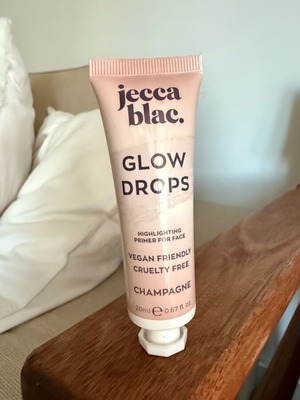 jecca
blac.
GLOW
DROPS
HIGHLIGHTING
PRIMER FOR FACE
VEGAN FRIENDLY
CRUELTY FREE
CHAMPAGNE
20ml ℮ 0.67 fl. oz